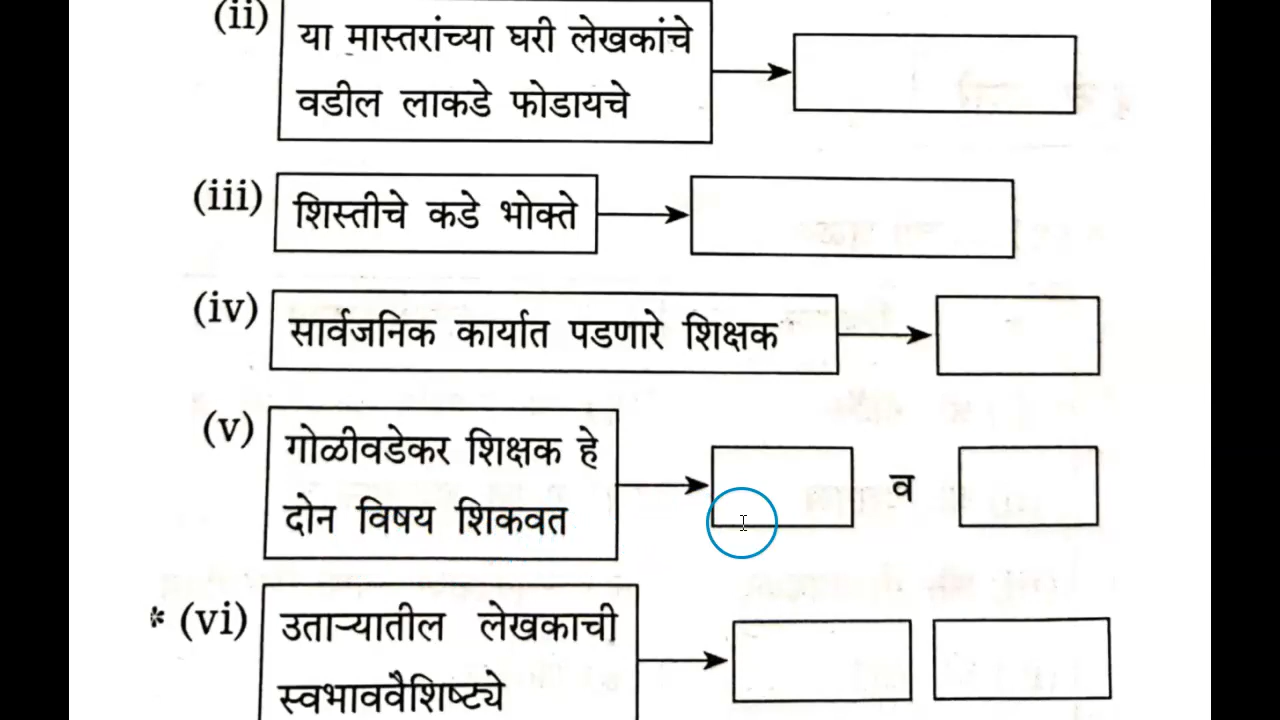 (ii) या मास्तरांच्या घरी लेखकांचे
वडील लाकडे फोडायचे
(iii) शिस्तीचे कडे भोक्ते
(iv) सार्वजनिक कार्यात पडणारे शिक्षक
(v) गोळीवडेकर शिक्षक हे
दोन विषय शिकवत
व
* (vi) उताऱ्यातील लेखकाची
स्वभाववैशिष्ट्ये